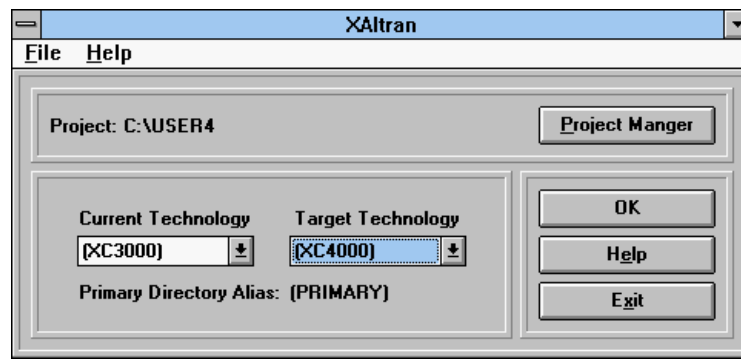 XAltran
File Help
Project: C:\USER4
Project Manger
Current Technology Target Technology
(XC3000) (XC4000)
Primary Directory Alias: (PRIMARY)
OK
Help
Exit